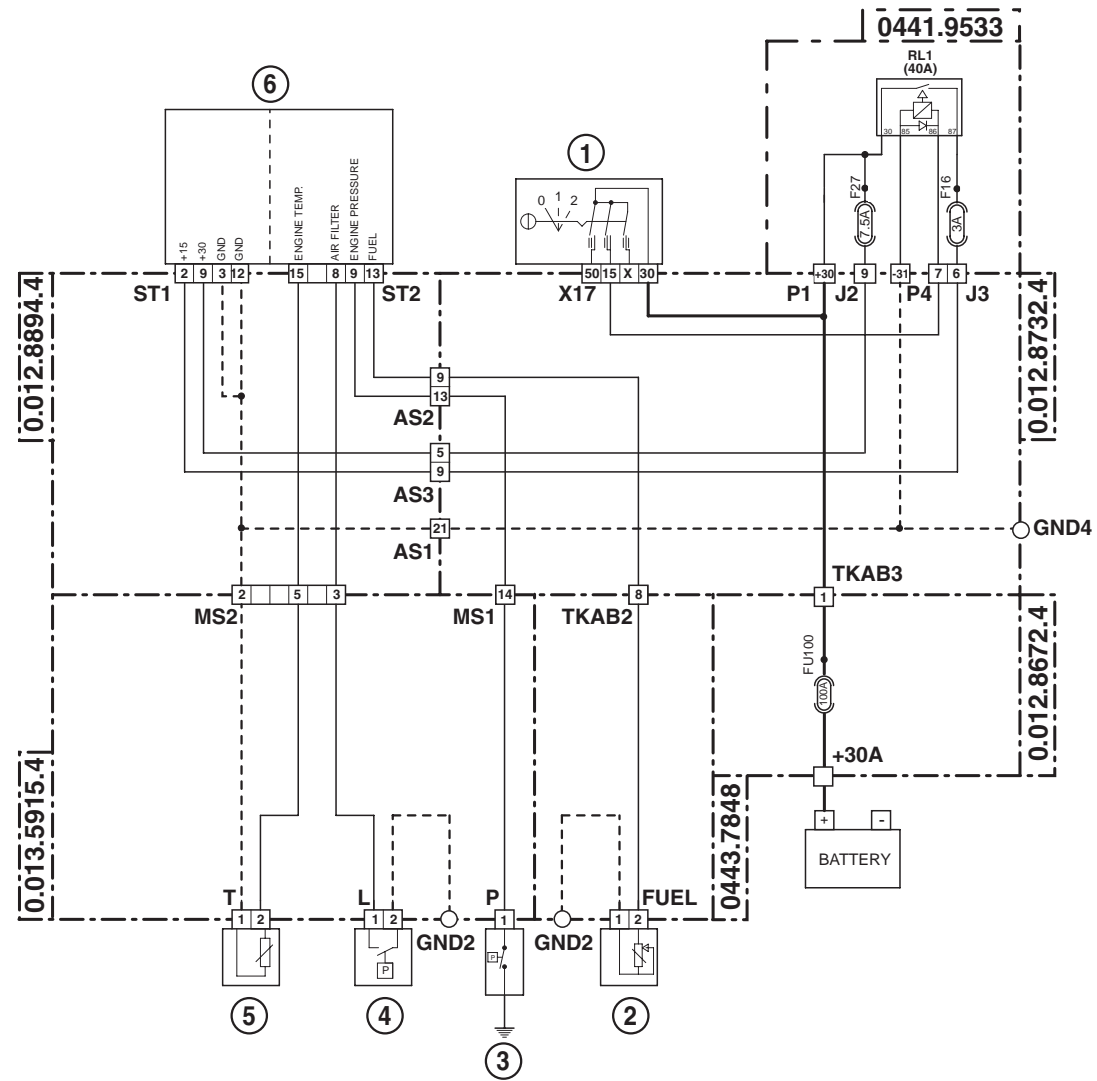 0441.9533
RL1
(40A)
30 85 86 87
6
1
0 1 2
F27
7.5A
F16
3A
+15
+30
GND
GND
ENGINE TEMP.
AIR FILTER
ENGINE PRESSURE
FUEL
2 9 3 12
15 8 9 13
50 15 X 30
+30
9
-31
7 6
ST1
ST2
X17
P1
J2
P4
J3
0.012.8894.4
0.012.8732.4
9
13
AS2
5
9
AS3
21
AS1
GND4
TKAB3
2 5 3
14
8
1
MS2
MS1
TKAB2
FU100
100A
0.012.8672.4
+30A
0.013.5915.4
0443.7848
+ -
BATTERY
T
L
P
FUEL
1 2
1 2
1
1 2
GND2
GND2
P
P
5
4
3
2